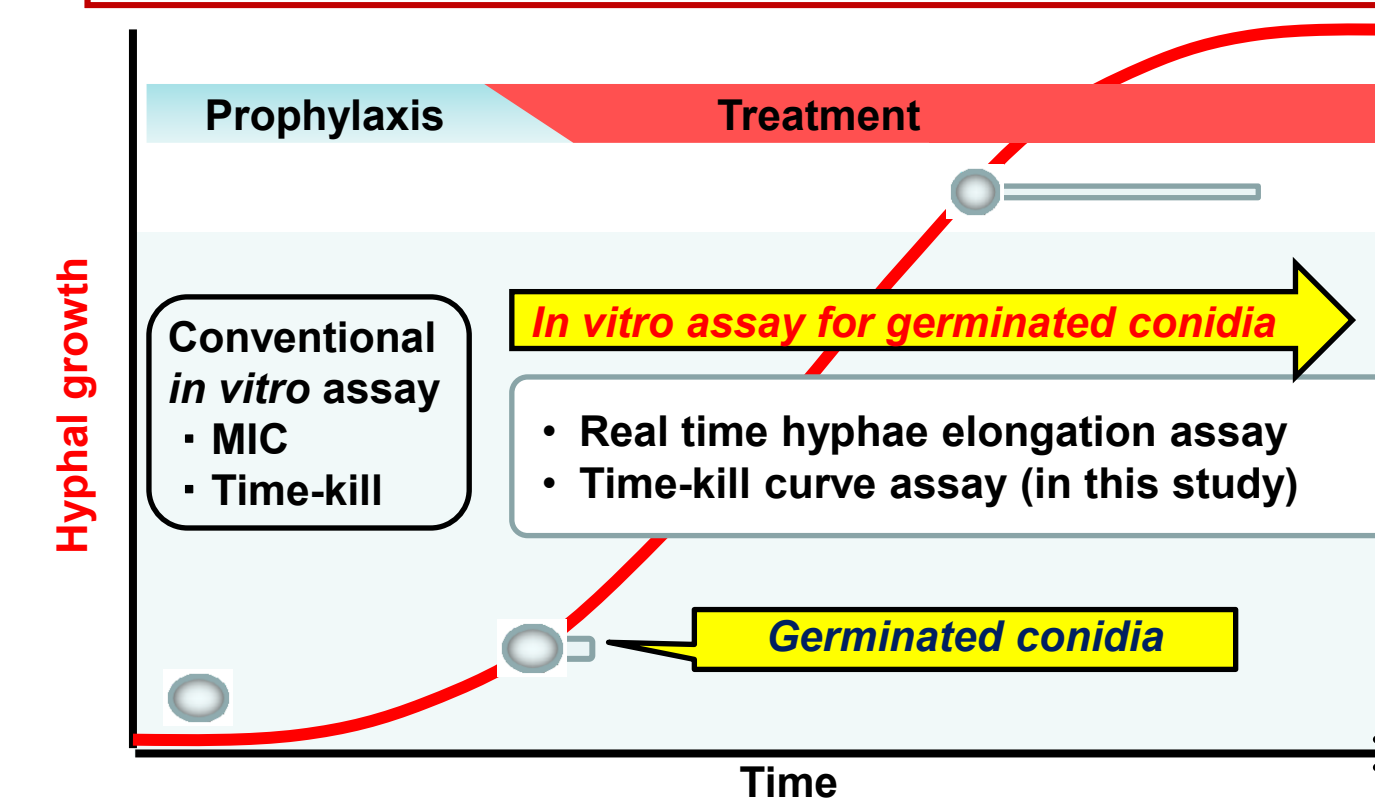 Prophylaxis
Treatment
Hyphal growth
Conventional
in vitro assay
・MIC
・Time-kill
In vitro assay for germinated conidia
• Real time hyphae elongation assay
• Time-kill curve assay (in this study)
Germinated conidia
Time